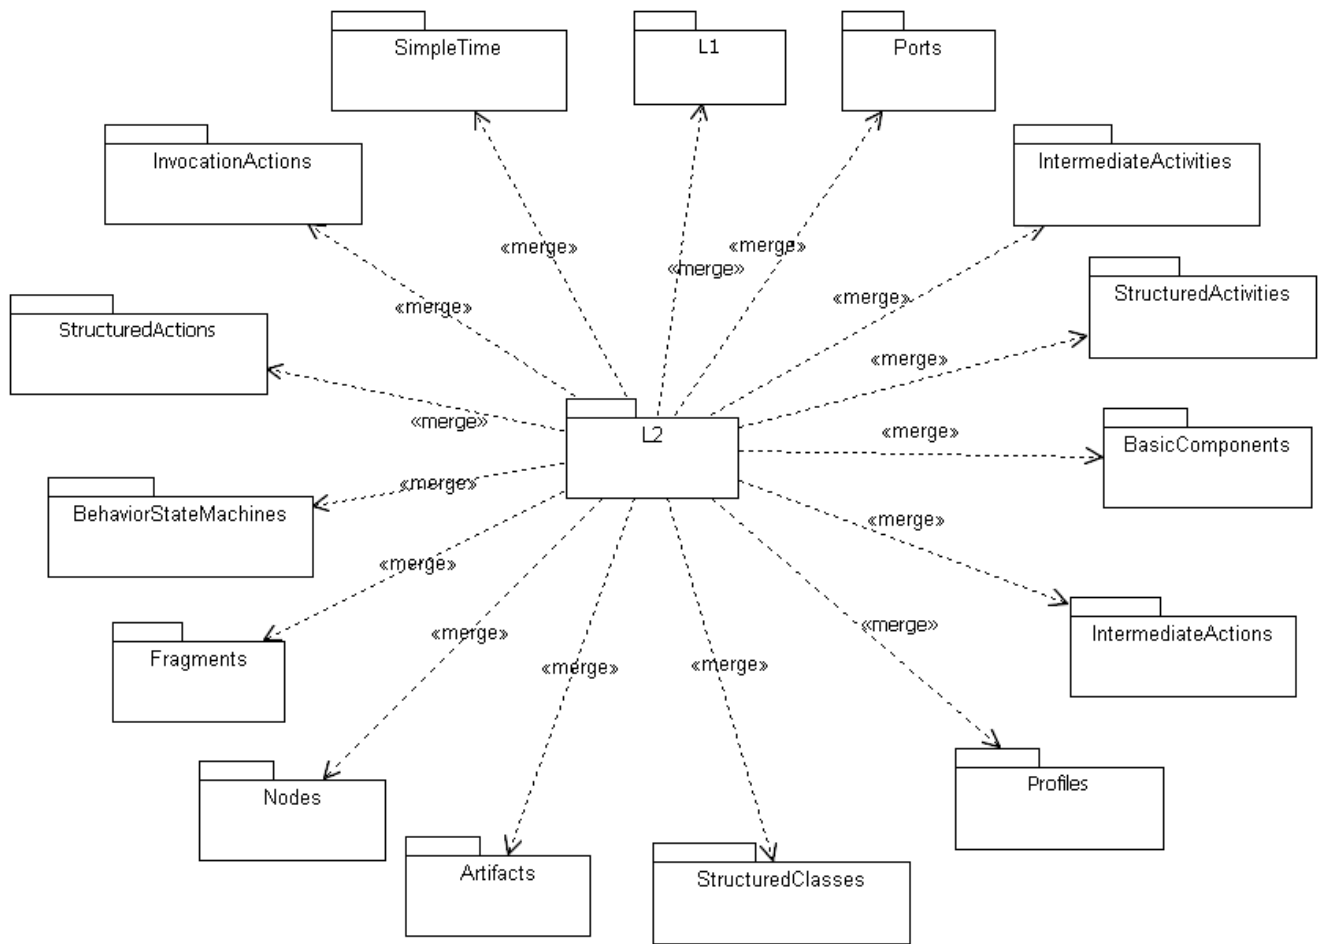 SimpleTime
L1
Ports
InvocationActions
IntermediateActivities
«merge»
«merge»
«merge»
«merge»
«merge»
StructuredActivities
StructuredActions
«merge»
«merge»
L2
«merge»
BasicComponents
«merge»
BehaviorStateMachines
«merge»
«merge»
IntermediateActions
Fragments
«merge»
«merge»
«merge»
«merge»
Nodes
Profiles
Artifacts
StructuredClasses